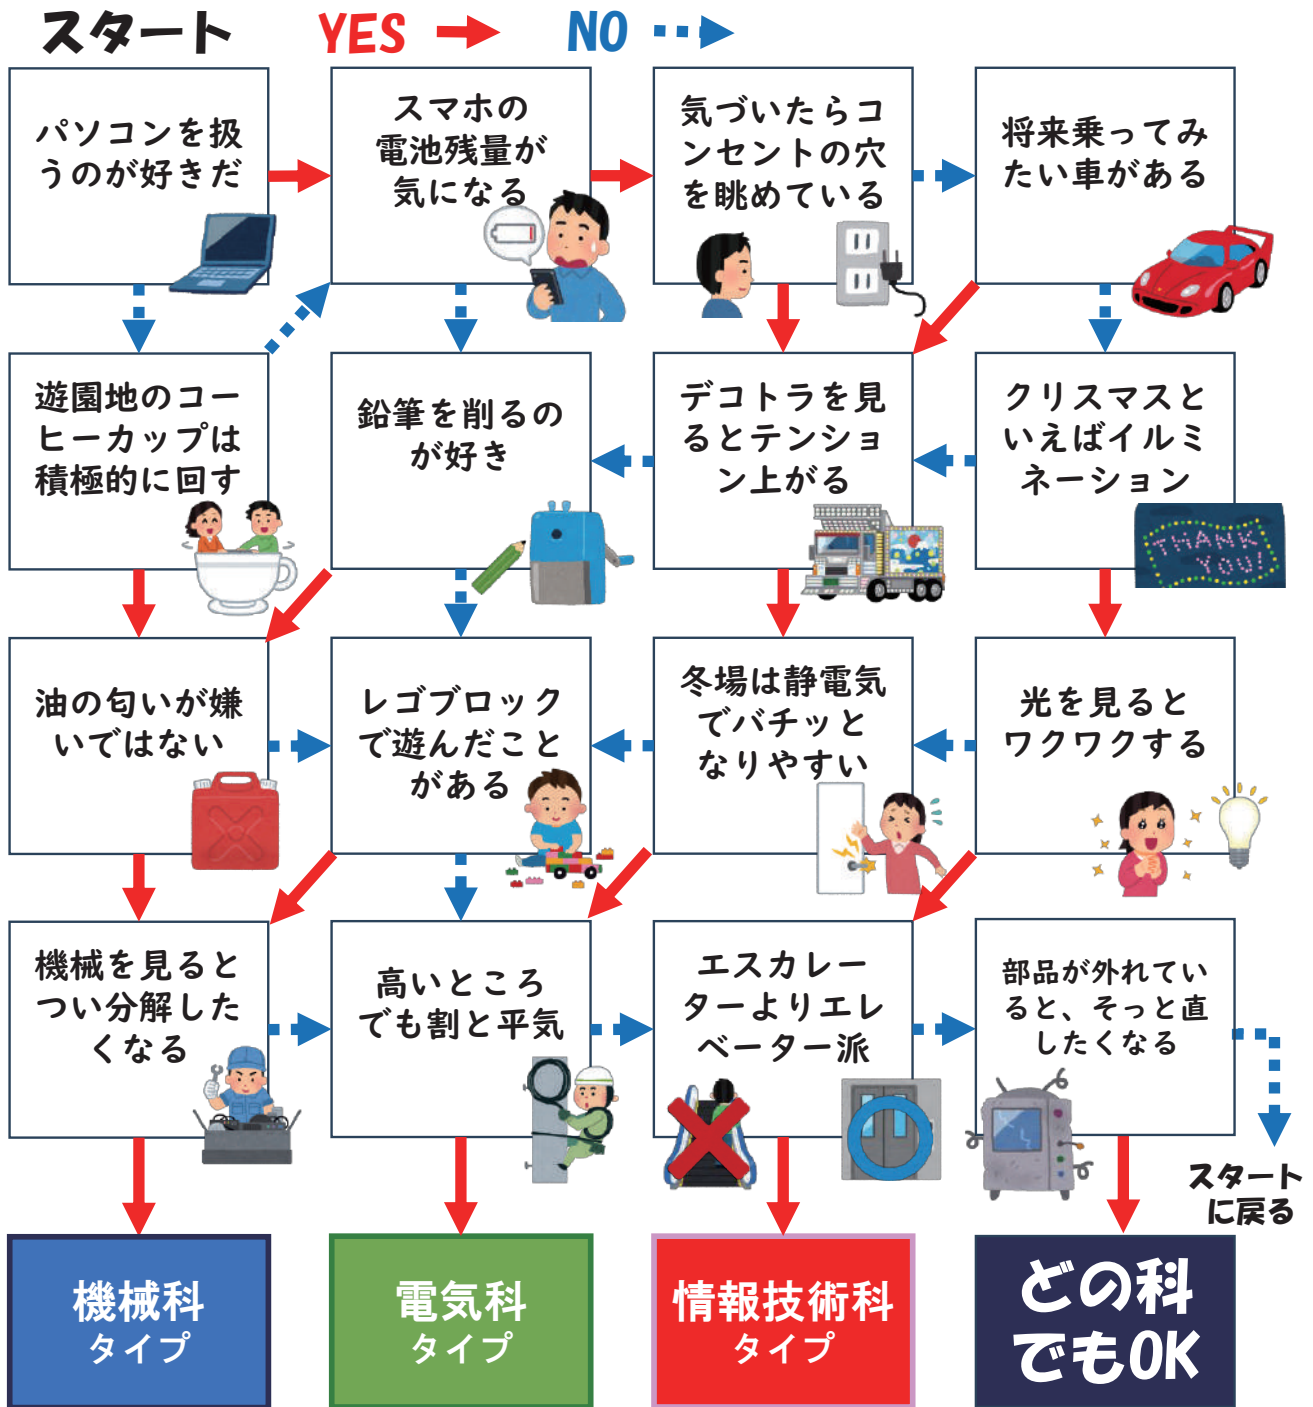 スタート
YES
NO
パソコンを扱
うのが好きだ
スマホの
電池残量が
気になる
気づいたらコ
ンセントの穴
を眺めている
将来乗ってみ
たい車がある
遊園地のコー
ヒーカップは
積極的に回す
鉛筆を削るの
が好き
デコトラを見
るとテンショ
ン上がる
クリスマスと
いえばイルミ
ネーション
THANK
YOU!
油の匂いが嫌
いではない
レゴブロック
で遊んだこと
がある
冬場は静電気
でバチッと
なりやすい
光を見ると
ワクワクする
機械を見ると
つい分解した
くなる
高いところ
でも割と平気
エスカレー
ターよりエレ
ベーター派
部品が外れてい
ると、そっと直
したくなる
スタート
に戻る
機械科
タイプ
電気科
タイプ
情報技術科
タイプ
どの科
でもOK